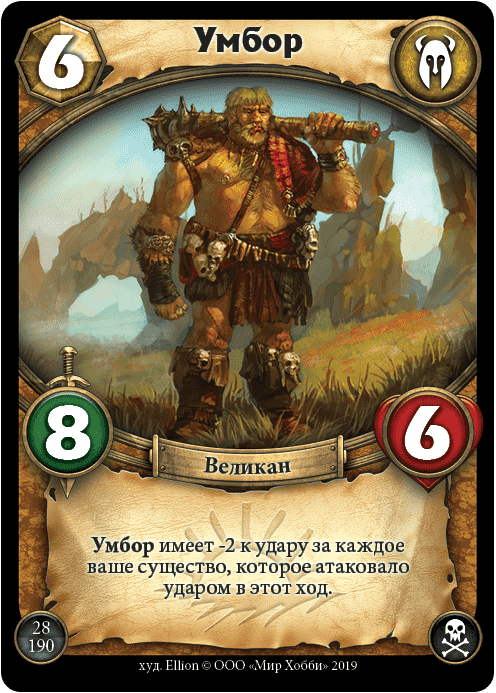 6
Умбор
8
6
Великан
Умбор имеет -2 к удару за каждое
ваше существо, которое атаковало
ударом в этот ход.
28
190
худ. Ellion © ООО «Мир Хобби» 2019